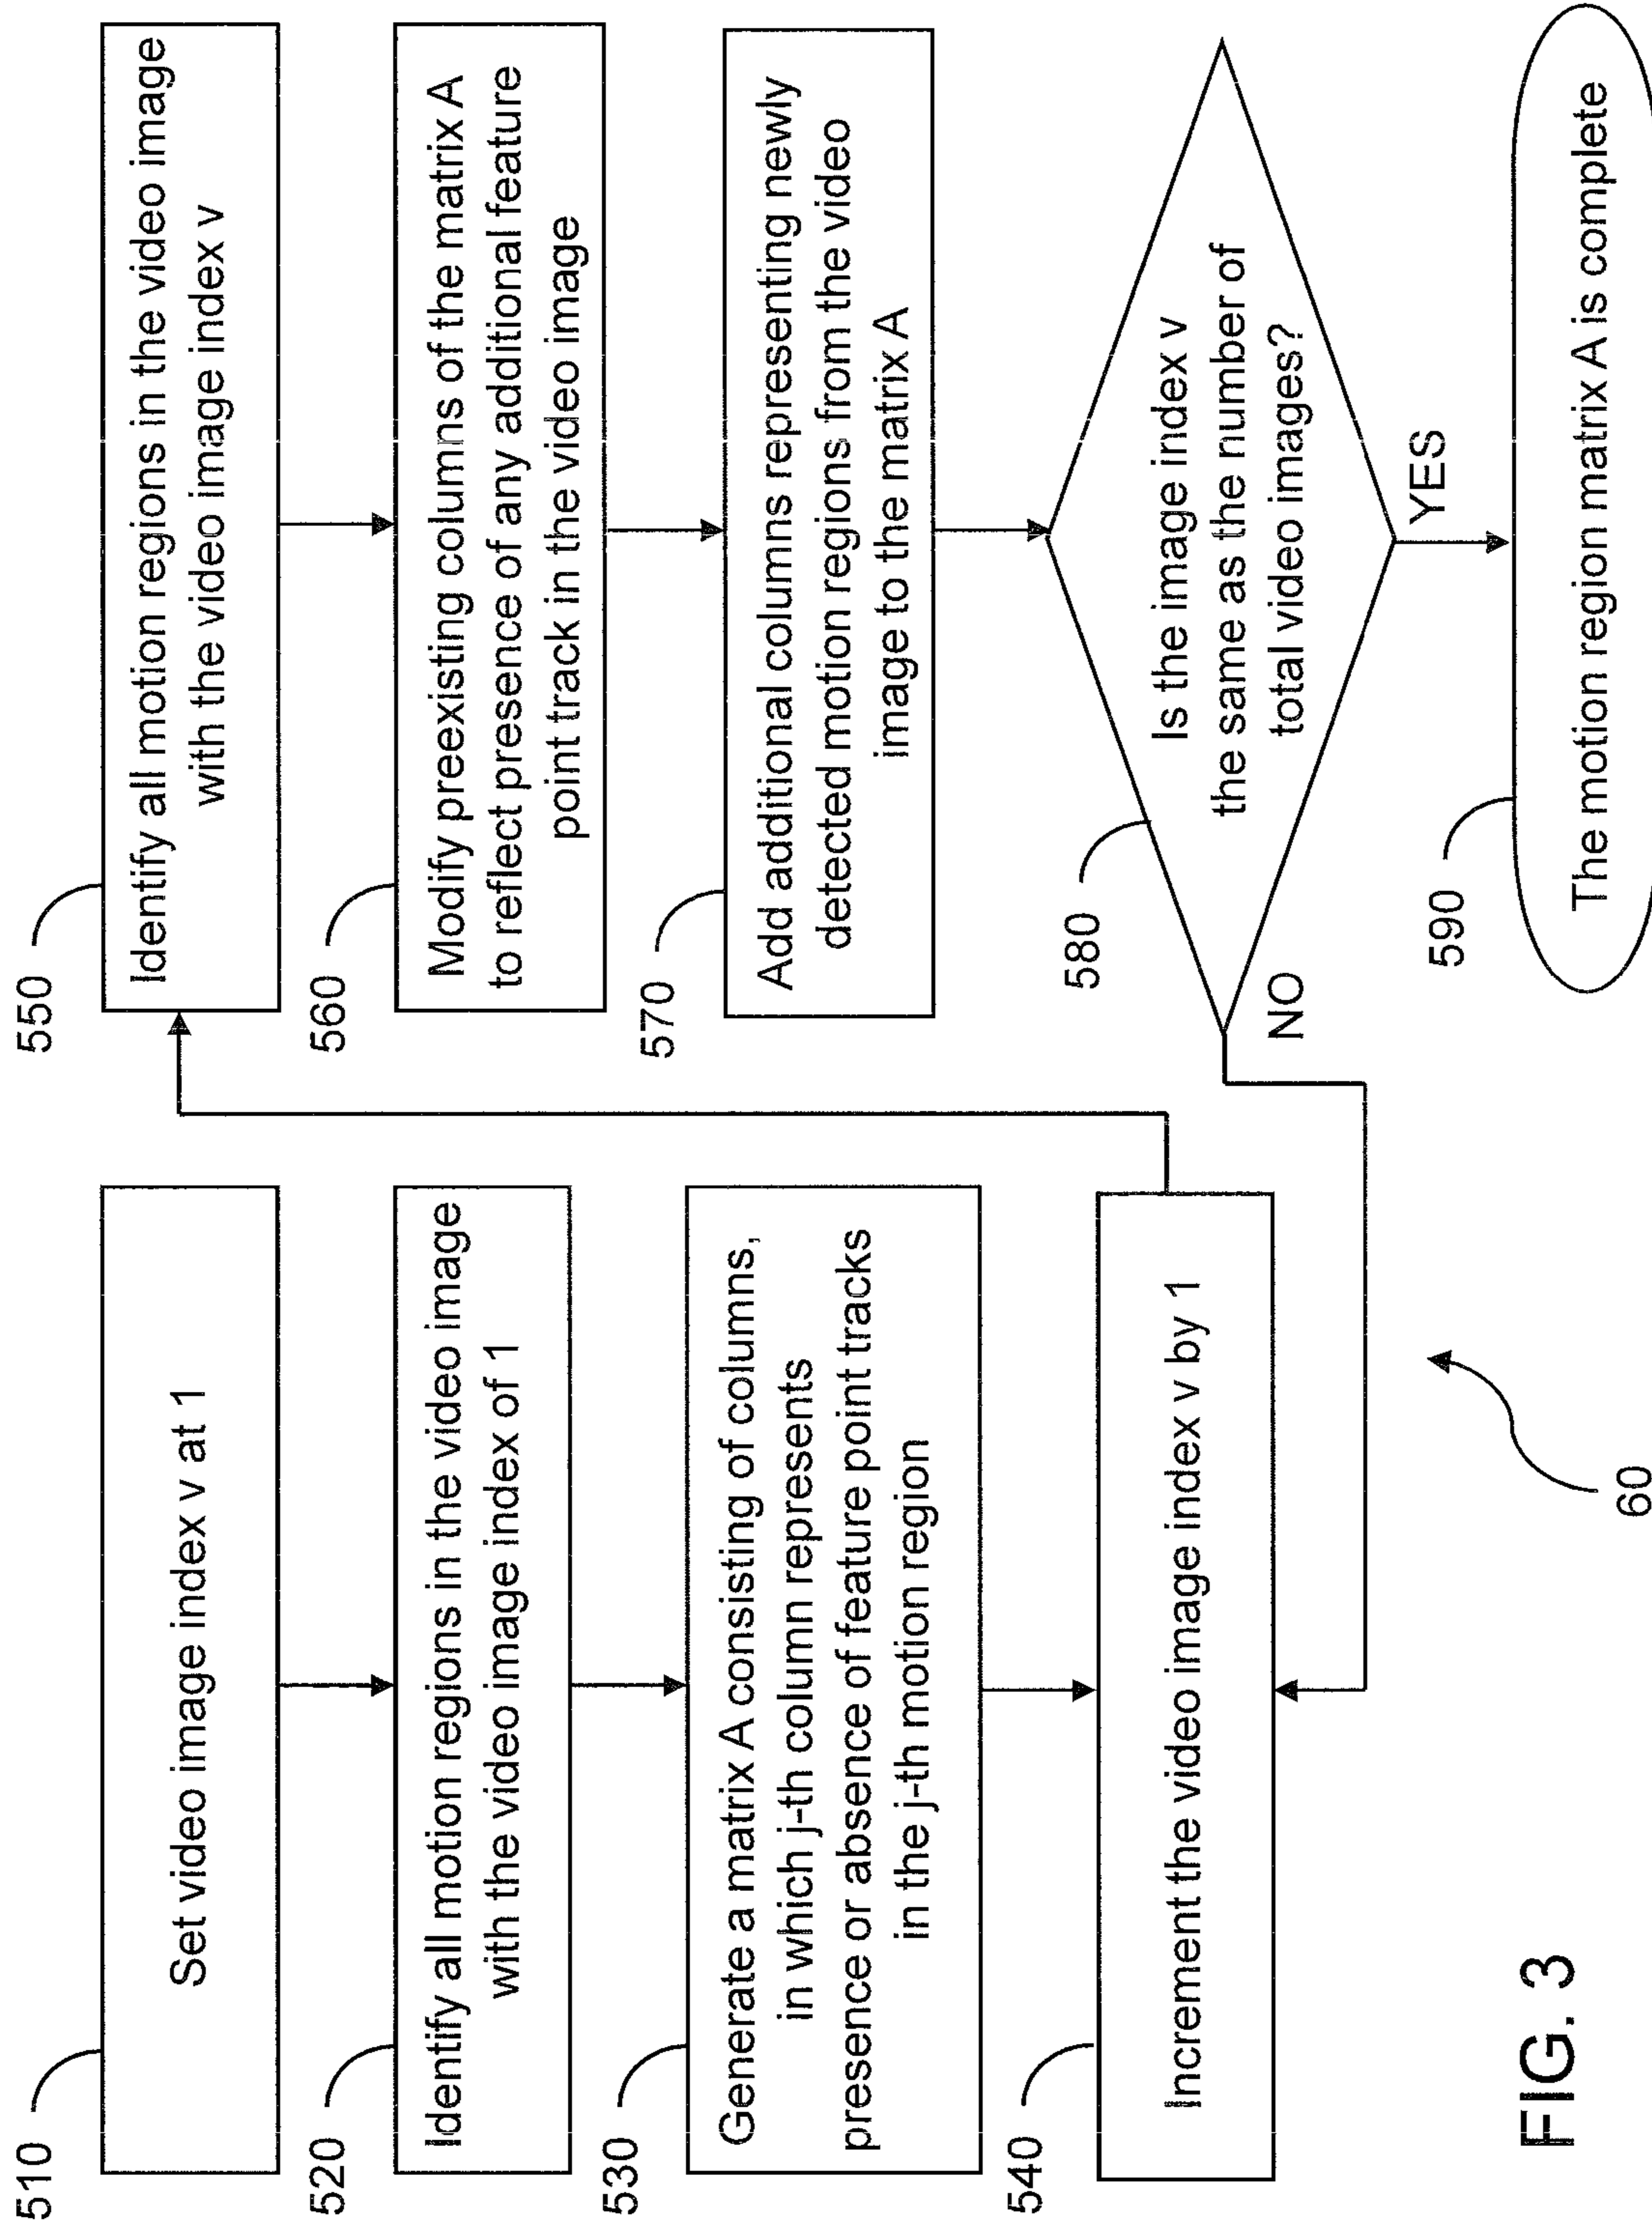 510
Set video image index v at 1
520
Identify all motion regions in the video image
with the video image index of 1
530
Generate a matrix A consisting of columns,
in which j-th column represents
presence or absence of feature point tracks
in the j-th motion region
540
Increment the video image index v by 1
550
Identify all motion regions in the video image
with the video image index v
560
Modify preexisting columns of the matrix A
to reflect presence of any additional feature
point track in the video image
570
Add additional columns representing newly
detected motion regions from the video
image to the matrix A
580
Is the image index v
the same as the number of
total video images?
NO
YES
590
The motion region matrix A is complete
60
FIG. 3